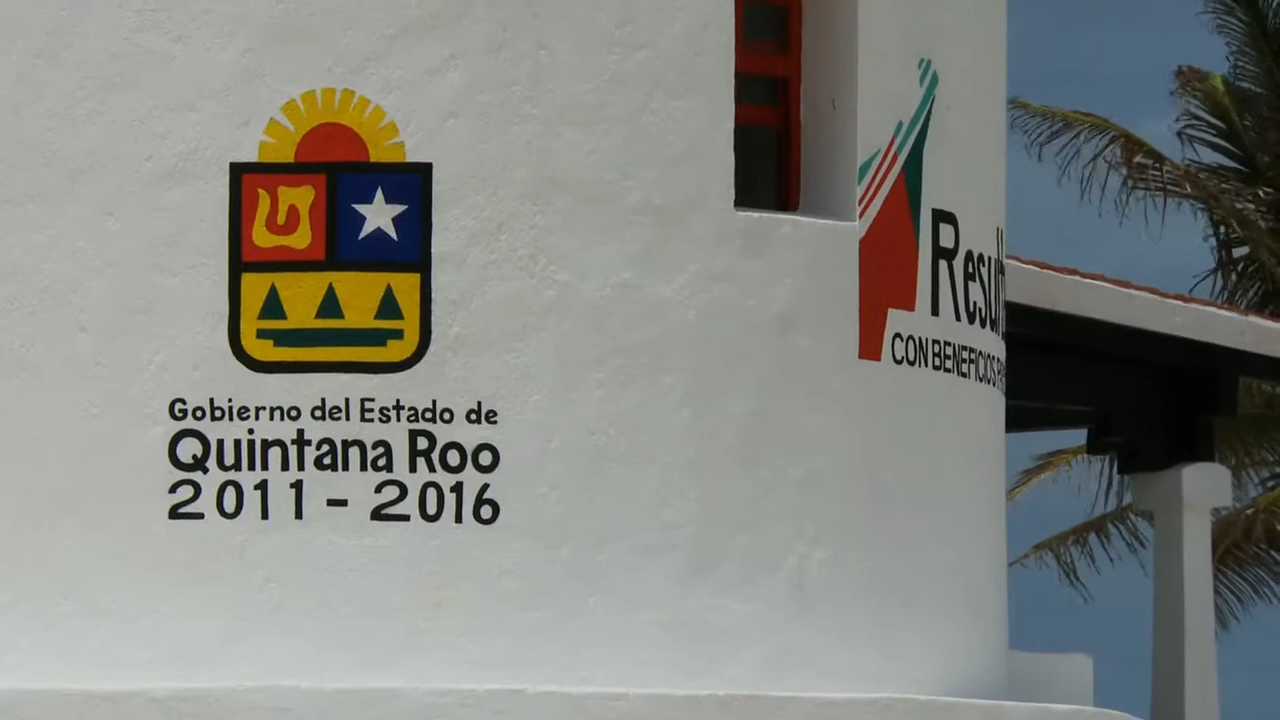 Gobierno del Estado de
Quintana Roo
2011 - 2016
CON BENEFICIOS